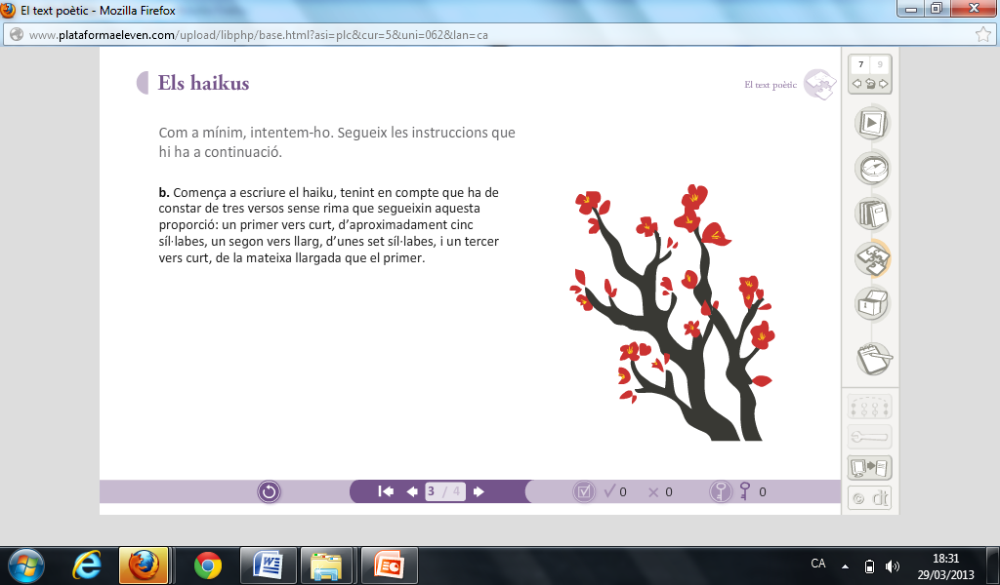 El text poètic - Mozilla Firefox
www.plataformaeleven.com/upload/libphp/base.html?asi=plc&cur=5&uni=062&lan=ca
Els haikus
El text poètic
7 9
Com a mínim, intentem-ho. Segueix les instruccions que
hi ha a continuació.
b. Comença a escriure el haiku, tenint en compte que ha de
constar de tres versos sense rima que segueixin aquesta
proporció: un primer vers curt, d'aproximadament cinc
síl·labes, un segon vers llarg, d'unes set síl·labes, i un tercer
vers curt, de la mateixa llargada que el primer.
3 / 4
0
0
0
dt
CA
18:31
29/03/2013